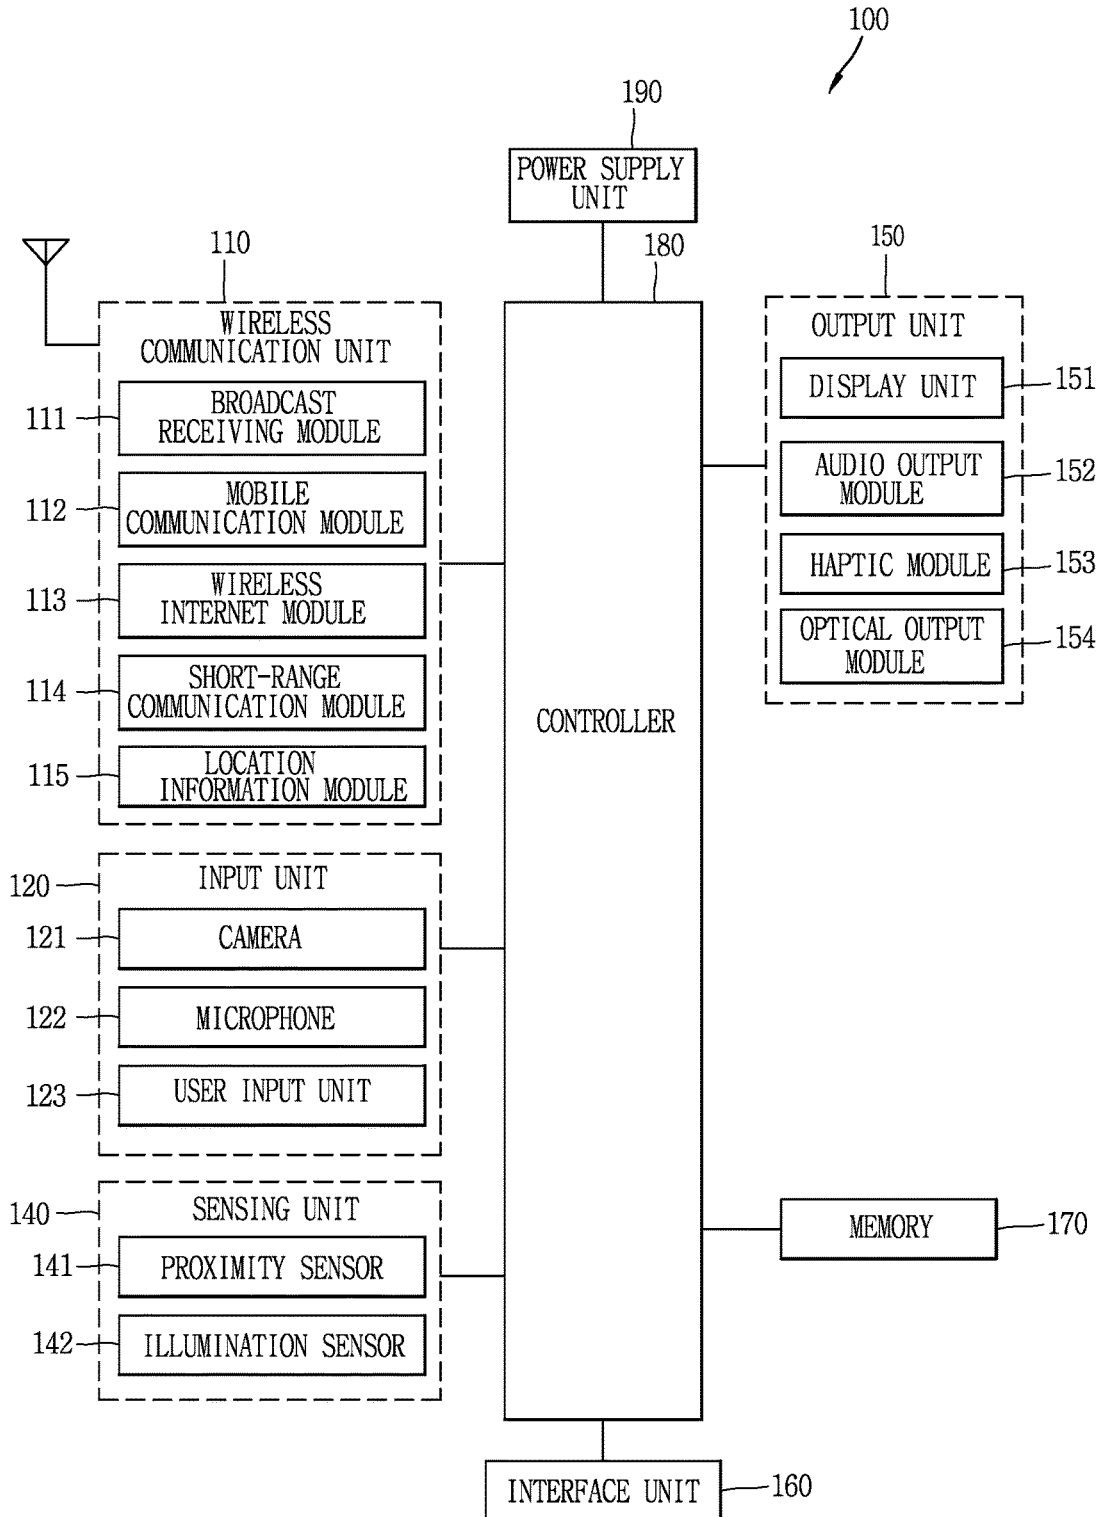 100
190
POWER SUPPLY
UNIT
110
180
150
WIRELESS
COMMUNICATION UNIT
111
BROADCAST
RECEIVING MODULE
112
MOBILE
COMMUNICATION MODULE
113
WIRELESS
INTERNET MODULE
114
SHORT-RANGE
COMMUNICATION MODULE
115
LOCATION
INFORMATION MODULE
120
INPUT UNIT
121
CAMERA
122
MICROPHONE
123
USER INPUT UNIT
140
SENSING UNIT
141
PROXIMITY SENSOR
142
ILLUMINATION SENSOR
CONTROLLER
OUTPUT UNIT
DISPLAY UNIT
151
AUDIO OUTPUT
MODULE
152
HAPTIC MODULE
153
OPTICAL OUTPUT
MODULE
154
MEMORY
170
INTERFACE UNIT
160